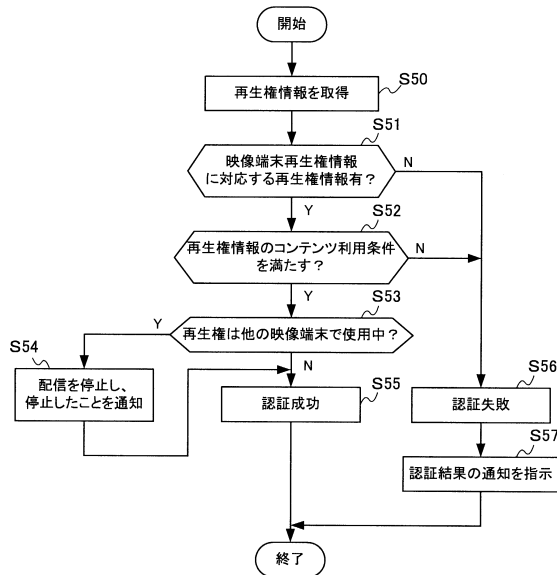 開始
S50
再生権情報を取得
S51
映像端末再生権情報
に対応する再生権情報有？
N
Y
S52
再生権情報のコンテンツ利用条件
を満たす？
N
Y
S53
再生権は他の映像端末で使用中？
Y
N
S54
配信を停止し、
停止したことを通知
S55
認証成功
S56
認証失敗
S57
認証結果の通知を指示
終了